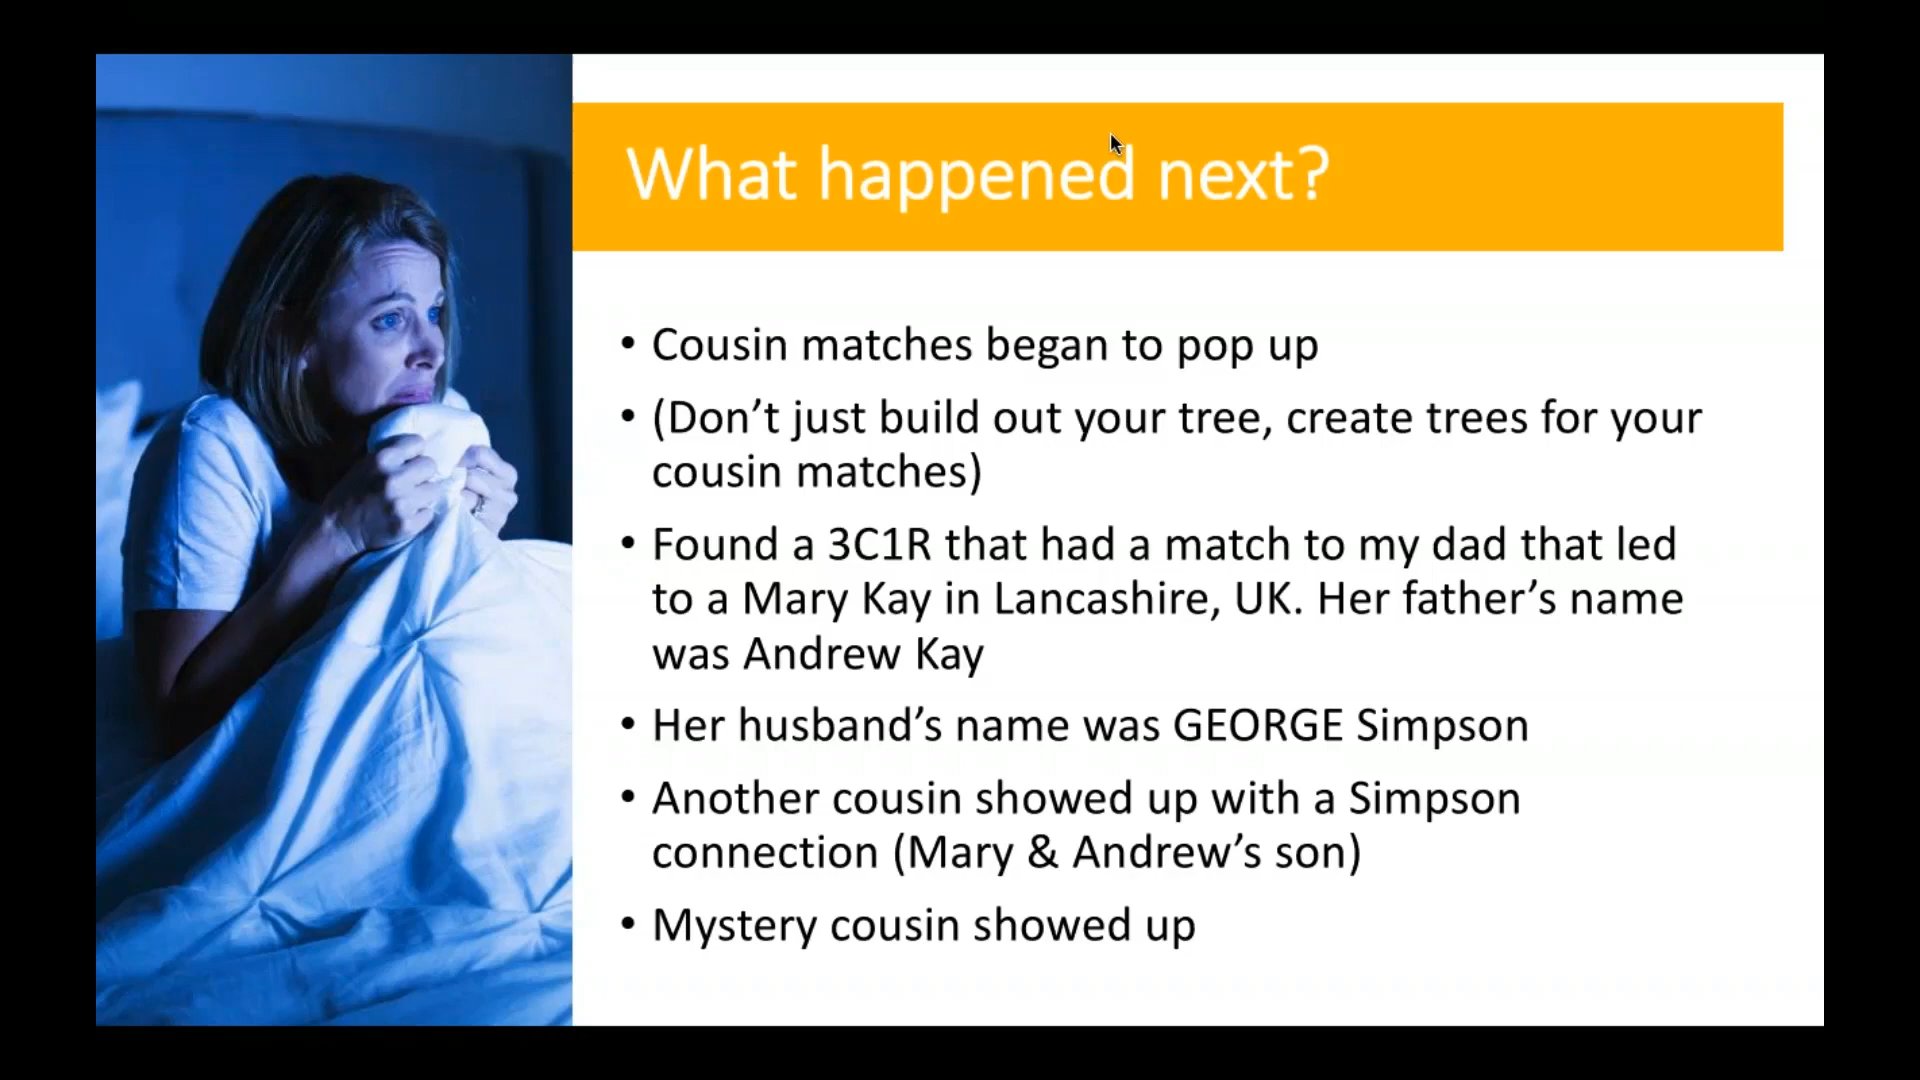 What happened next?
• Cousin matches began to pop up
• (Don’t just build out your tree, create trees for your
cousin matches)
• Found a 3C1R that had a match to my dad that led
to a Mary Kay in Lancashire, UK. Her father’s name
was Andrew Kay
• Her husband’s name was GEORGE Simpson
• Another cousin showed up with a Simpson
connection (Mary & Andrew’s son)
• Mystery cousin showed up